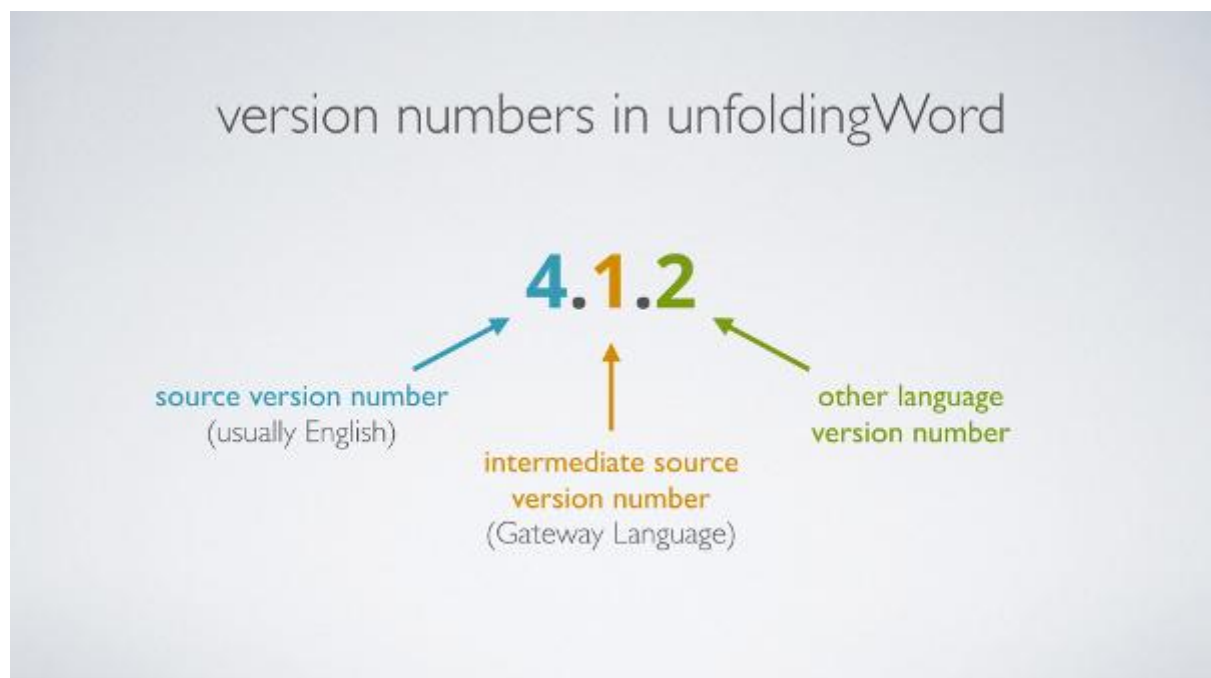 version numbers in unfoldingWord
4.1.2
source version number
(usually English)
intermediate source
version number
(Gateway Language)
other language
version number